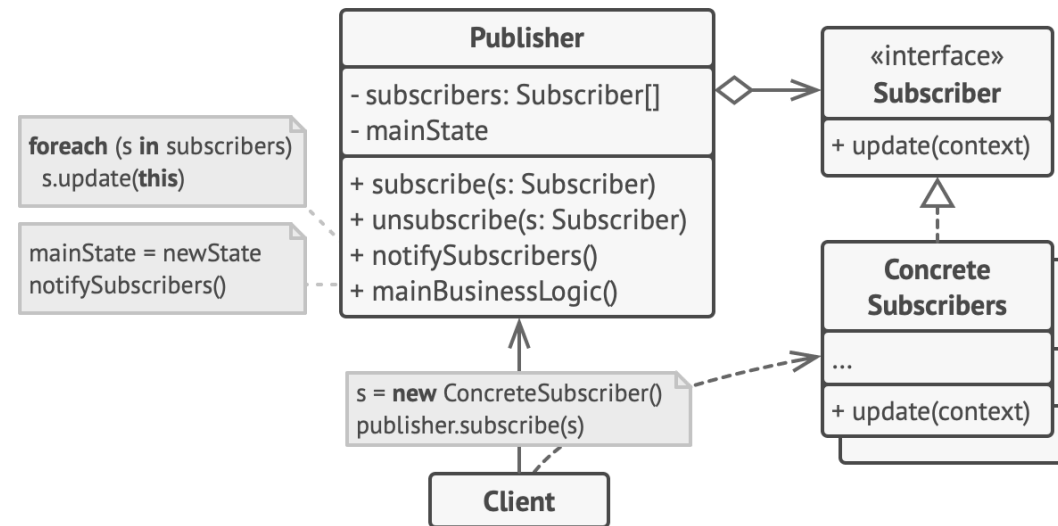 Publisher
- subscribers: Subscriber[]
- mainState
+ subscribe(s: Subscriber)
+ unsubscribe(s: Subscriber)
+ notifySubscribers()
+ mainBusinessLogic()
«interface»
Subscriber
+ update(context)
foreach (s in subscribers)
s.update(this)
mainState = newState
notifySubscribers()
Concrete
Subscribers
...
+ update(context)
s = new ConcreteSubscriber()
publisher.subscribe(s)
Client